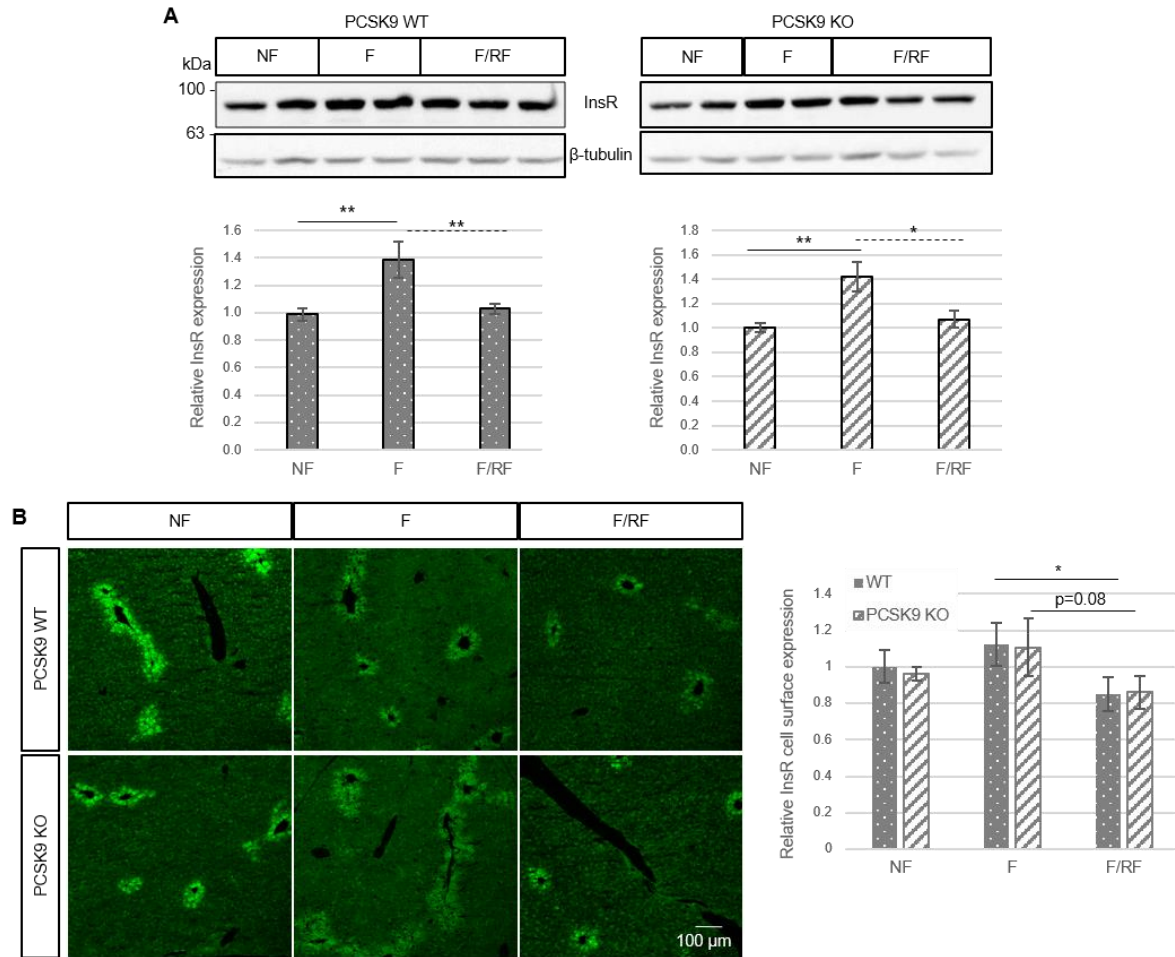 A
PCSK9 WT
PCSK9 KO
NF F F/RF
NF F F/RF
kDa
100
63
InsR
β-tubulin
Relative InsR expression
1.6
1.4
1.2
1.0
0.8
0.6
0.4
0.2
0.0
**
**
NF F F/RF
Relative InsR expression
1.8
1.6
1.4
1.2
1.0
0.8
0.6
0.4
0.2
0.0
**
*
NF F F/RF
B
NF F F/RF
PCSK9 WT
PCSK9 KO
100 µm
Relative InsR cell surface expression
WT
PCSK9 KO
*
p=0.08
1.4
1.2
1
0.8
0.6
0.4
0.2
0
NF F F/RF